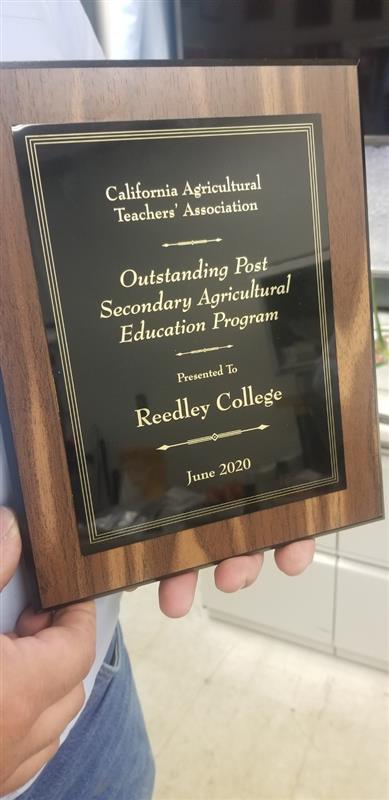 California Agricultural
Teachers' Association
Outstanding Post
Secondary Agricultural
Education Program
Presented To
Reedley College
June 2020